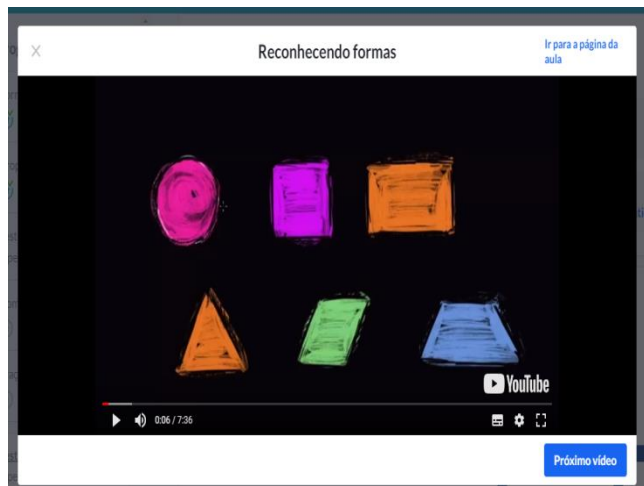 Reconhecendo formas
Ir para a página da
aula
YouTube
0:06 / 7:36
Próximo vídeo